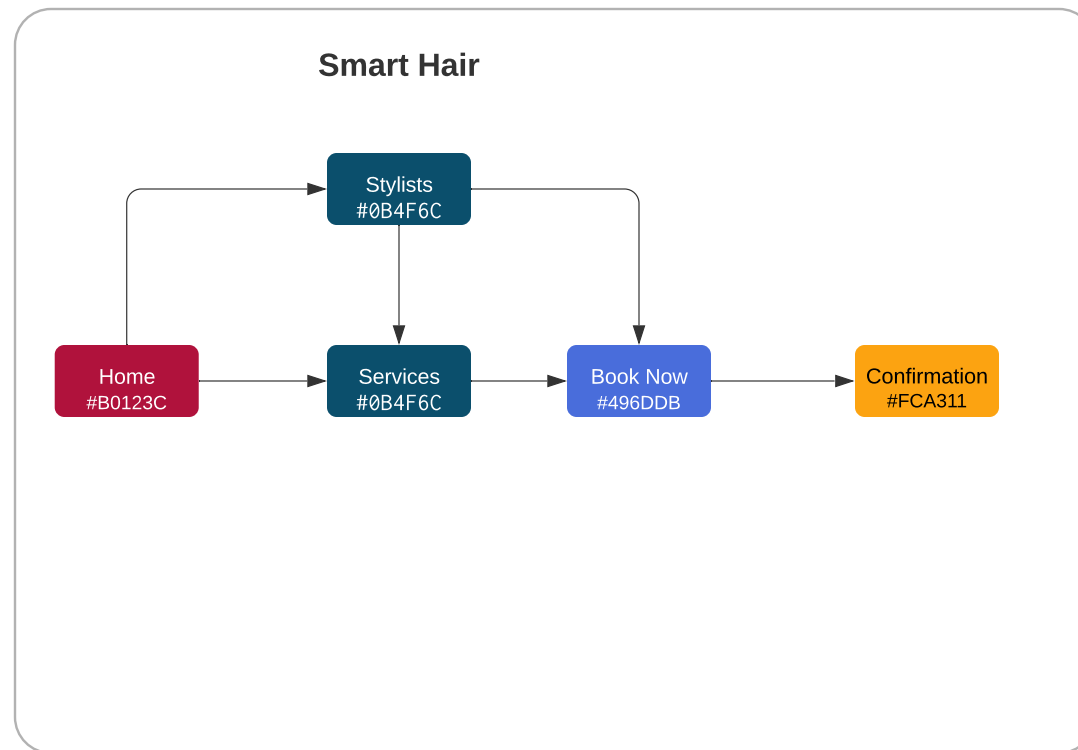 Smart Hair
Stylists
#0B4F6C
Home
#B0123C
Services
#0B4F6C
Book Now
#496DDB
Confirmation
#FCA311